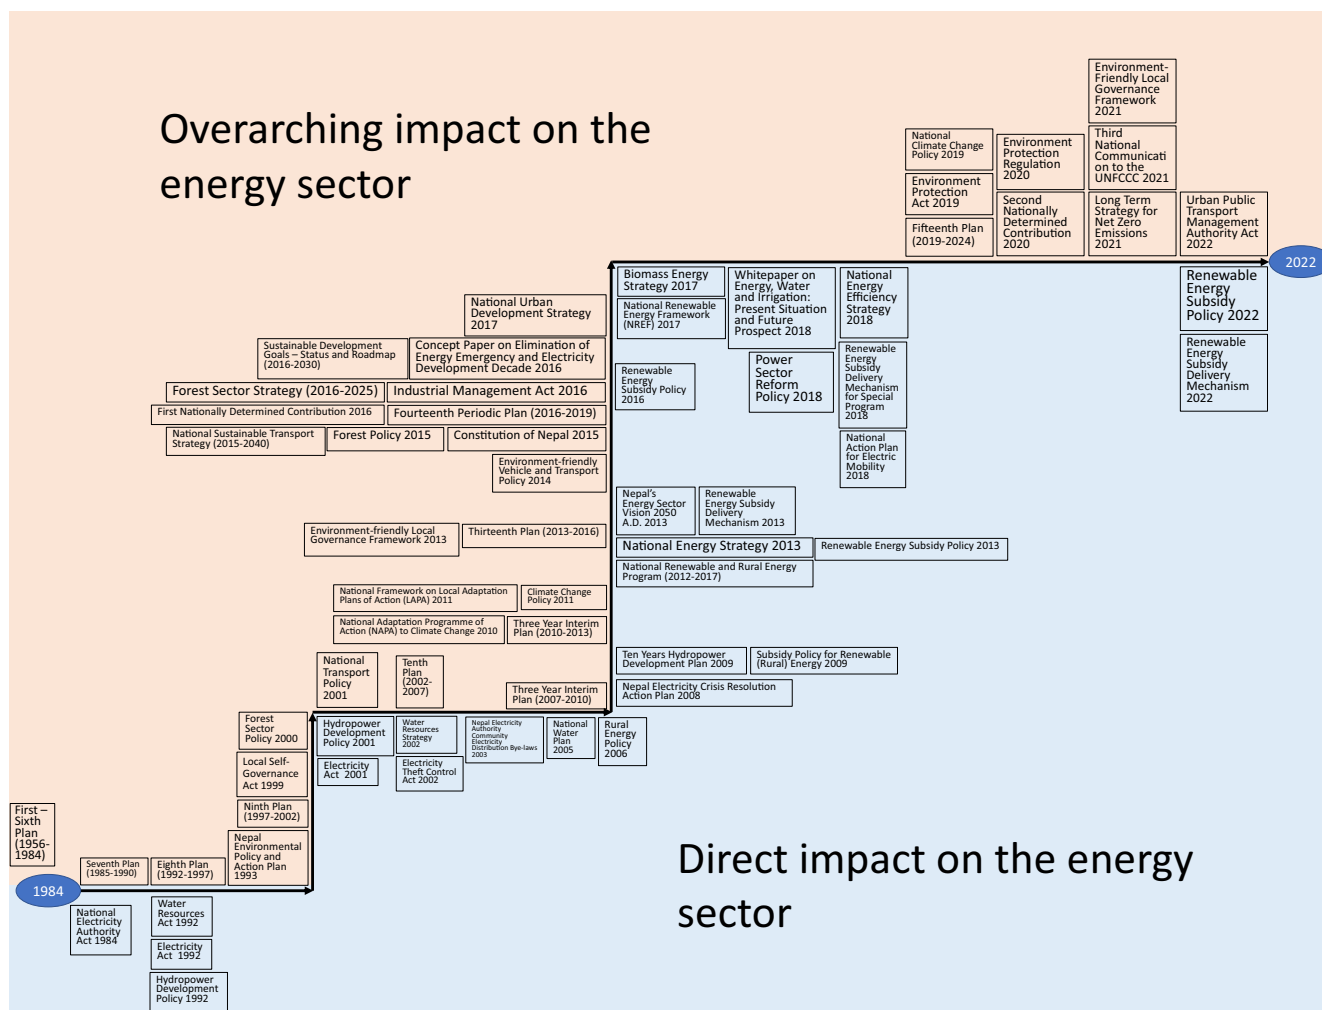 Overarching impact on the
energy sector
Environment-
Friendly Local
Governance
Framework
2021
National
Climate Change
Policy 2019
Environment
Protection
Regulation
2020
Third
National
Communicati
on to the
UNFCCC 2021
Environment
Protection
Act 2019
Second
Nationally
Determined
Contribution
2020
Long Term
Strategy for
Net Zero
Emissions
2021
Urban Public
Transport
Management
Authority Act
2022
Fifteenth Plan
(2019-2024)
2022
Biomass Energy
Strategy 2017
Whitepaper on
Energy, Water
and Irrigation:
Present Situation
and Future
Prospect 2018
National
Energy
Efficiency
Strategy
2018
Renewable
Energy
Subsidy
Policy 2022
National Renewable
Energy Framework
(NREF) 2017
National Urban
Development Strategy
2017
Sustainable Development
Goals – Status and Roadmap
(2016-2030)
Concept Paper on Elimination of
Energy Emergency and Electricity
Development Decade 2016
Renewable
Energy
Subsidy Policy
2016
Power
Sector
Reform
Policy 2018
Renewable
Energy
Subsidy
Delivery
Mechanism
for Special
Program
2018
Renewable
Energy
Subsidy
Delivery
Mechanism
2022
Forest Sector Strategy (2016-2025)
Industrial Management Act 2016
First Nationally Determined Contribution 2016
Fourteenth Periodic Plan (2016-2019)
National Sustainable Transport
Strategy (2015-2040)
Forest Policy 2015
Constitution of Nepal 2015
National
Action Plan
for Electric
Mobility
2018
Environment-friendly
Vehicle and Transport
Policy 2014
Nepal's
Energy Sector
Vision 2050
A.D. 2013
Renewable
Energy Subsidy
Delivery
Mechanism 2013
Environment-friendly Local
Governance Framework 2013
Thirteenth Plan (2013-2016)
National Energy Strategy 2013
Renewable Energy Subsidy Policy 2013
National Renewable and Rural Energy
Program (2012-2017)
National Framework on Local Adaptation
Plans of Action (LAPA) 2011
Climate Change
Policy 2011
National Adaptation Programme of
Action (NAPA) to Climate Change 2010
Three Year Interim
Plan (2010-2013)
National
Transport
Policy
2001
Tenth
Plan
(2002-
2007)
Three Year Interim
Plan (2007-2010)
Ten Years Hydropower
Development Plan 2009
Subsidy Policy for Renewable
(Rural) Energy 2009
Nepal Electricity Crisis Resolution
Action Plan 2008
Forest
Sector
Policy 2000
Hydropower
Development
Policy 2001
Water
Resources
Strategy
2002
Nepal Electricity
Authority
Community
Electricity
Distribution Bye-laws
2003
National
Water
Plan
2005
Rural
Energy
Policy
2006
Local Self-
Governance
Act 1999
Electricity
Act 2001
Electricity
Theft Control
Act 2002
Ninth Plan
(1997-2002)
First –
Sixth
Plan
(1956-
1984)
Seventh Plan
(1985-1990)
Eighth Plan
(1992-1997)
Nepal
Environmental
Policy and
Action Plan
1993
Direct impact on the energy
sector
1984
National
Electricity
Authority
Act 1984
Water
Resources
Act 1992
Electricity
Act 1992
Hydropower
Development
Policy 1992